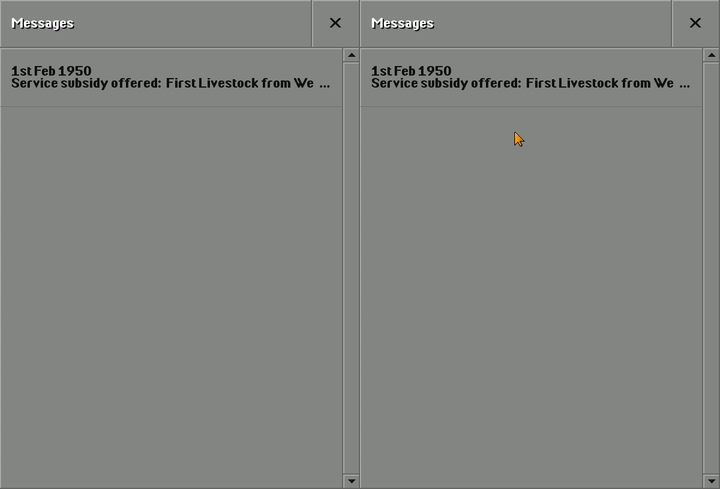 Messages
1st Feb 1950
Service subsidy offered: First Livestock from We ...
Messages
1st Feb 1950
Service subsidy offered: First Livestock from We ...